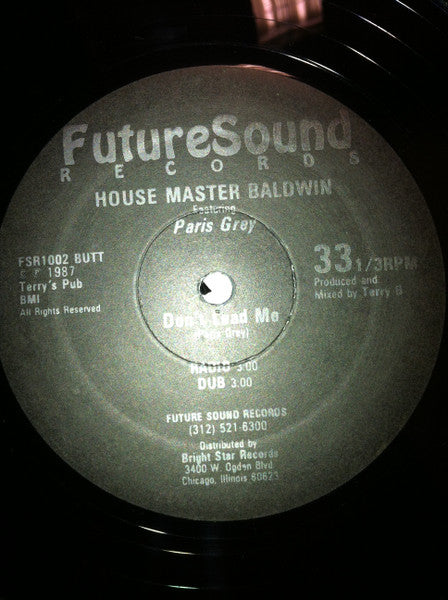 FutureSound
RECORDS
HOUSE MASTER BALDWIN
Featuring
Paris Grey
FSR1002 BUTT
© ℗ 1987
Terry's Pub
BMI
All Rights Reserved
33 1/3RPM
Produced and
Mixed by Terry B
Don't Lead Me
(Paris Grey)
RADIO 3:00
DUB 3:00
FUTURE SOUND RECORDS
(312) 521-6300
Distributed by
Bright Star Records
3400 W. Ogden Blvd
Chicago, Illinois 60623